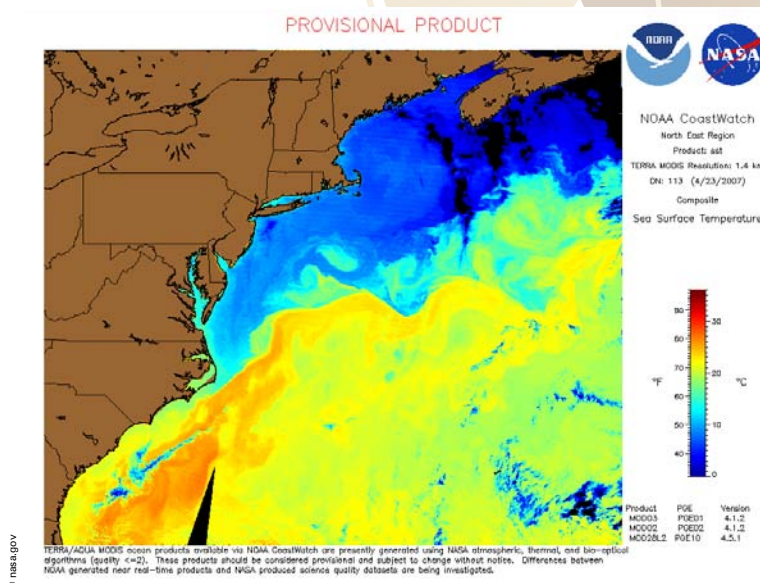 PROVISIONAL PRODUCT
NOAA
NASA
NOAA CoastWatch
North East Region
Product: sst
TERRA MODIS Resolution: 1.4 km
DN: 113 (4/23/2007)
Composite
Sea Surface Temperature
90
80
70
60
50
40
°F
30
20
10
0
°C
Product PGE Version
MOD03 PGE01 4.1.2
MOD02 PGE02 4.1.2
MOD28L2 PGE10 4.5.1
TERRA/AQUA MODIS ocean products available via NOAA CoastWatch are presently generated using NASA atmospheric, thermal, and bio-optical
algorithms (quality <=2). These products should be considered provisional and subject to change without notice. Differences between
NOAA generated near real-time products and NASA produced science quality datasets are being investigated.
nasa.gov